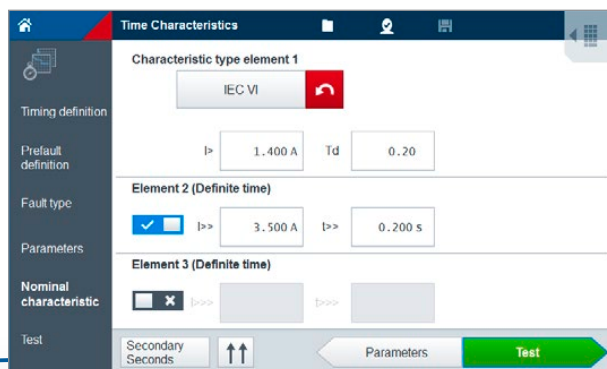 Time Characteristics
Timing definition
Prefault
definition
Fault type
Parameters
Nominal
characteristic
Test
Characteristic type element 1
IEC VI
I> 1.400 A Td 0.20
Element 2 (Definite time)
I>> 3.500 A t>> 0.200 s
Element 3 (Definite time)
I>>> t>>>
Secondary
Seconds
Parameters
Test